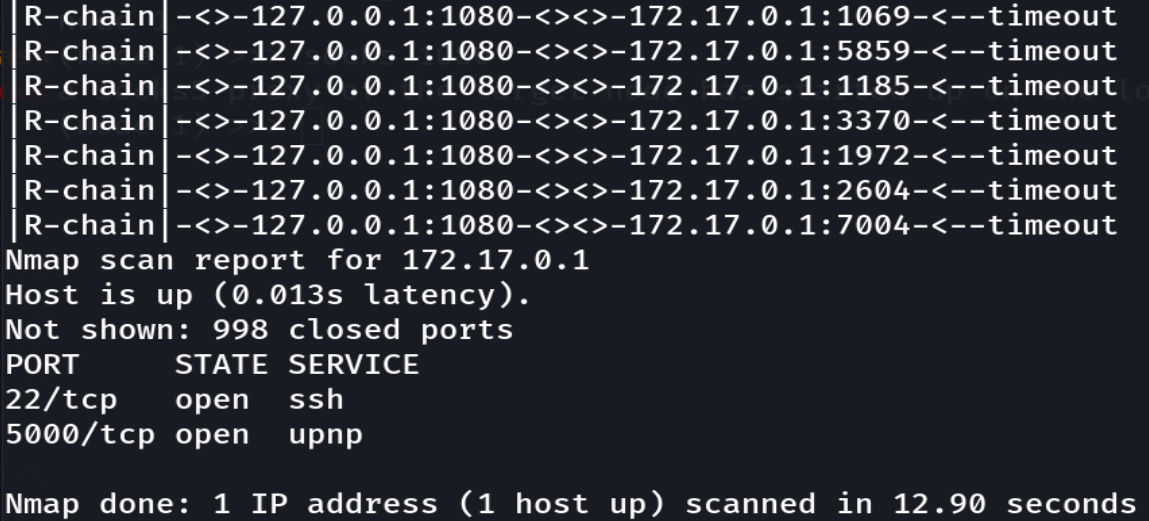 |R-chain|-<>-127.0.0.1:1080-<><>-172.17.0.1:1069-<--timeout
|R-chain|-<>-127.0.0.1:1080-<><>-172.17.0.1:5859-<--timeout
|R-chain|-<>-127.0.0.1:1080-<><>-172.17.0.1:1185-<--timeout
|R-chain|-<>-127.0.0.1:1080-<><>-172.17.0.1:3370-<--timeout
|R-chain|-<>-127.0.0.1:1080-<><>-172.17.0.1:1972-<--timeout
|R-chain|-<>-127.0.0.1:1080-<><>-172.17.0.1:2604-<--timeout
|R-chain|-<>-127.0.0.1:1080-<><>-172.17.0.1:7004-<--timeout
Nmap scan report for 172.17.0.1
Host is up (0.013s latency).
Not shown: 998 closed ports
PORT     STATE SERVICE
22/tcp   open  ssh
5000/tcp open  upnp
Nmap done: 1 IP address (1 host up) scanned in 12.90 seconds